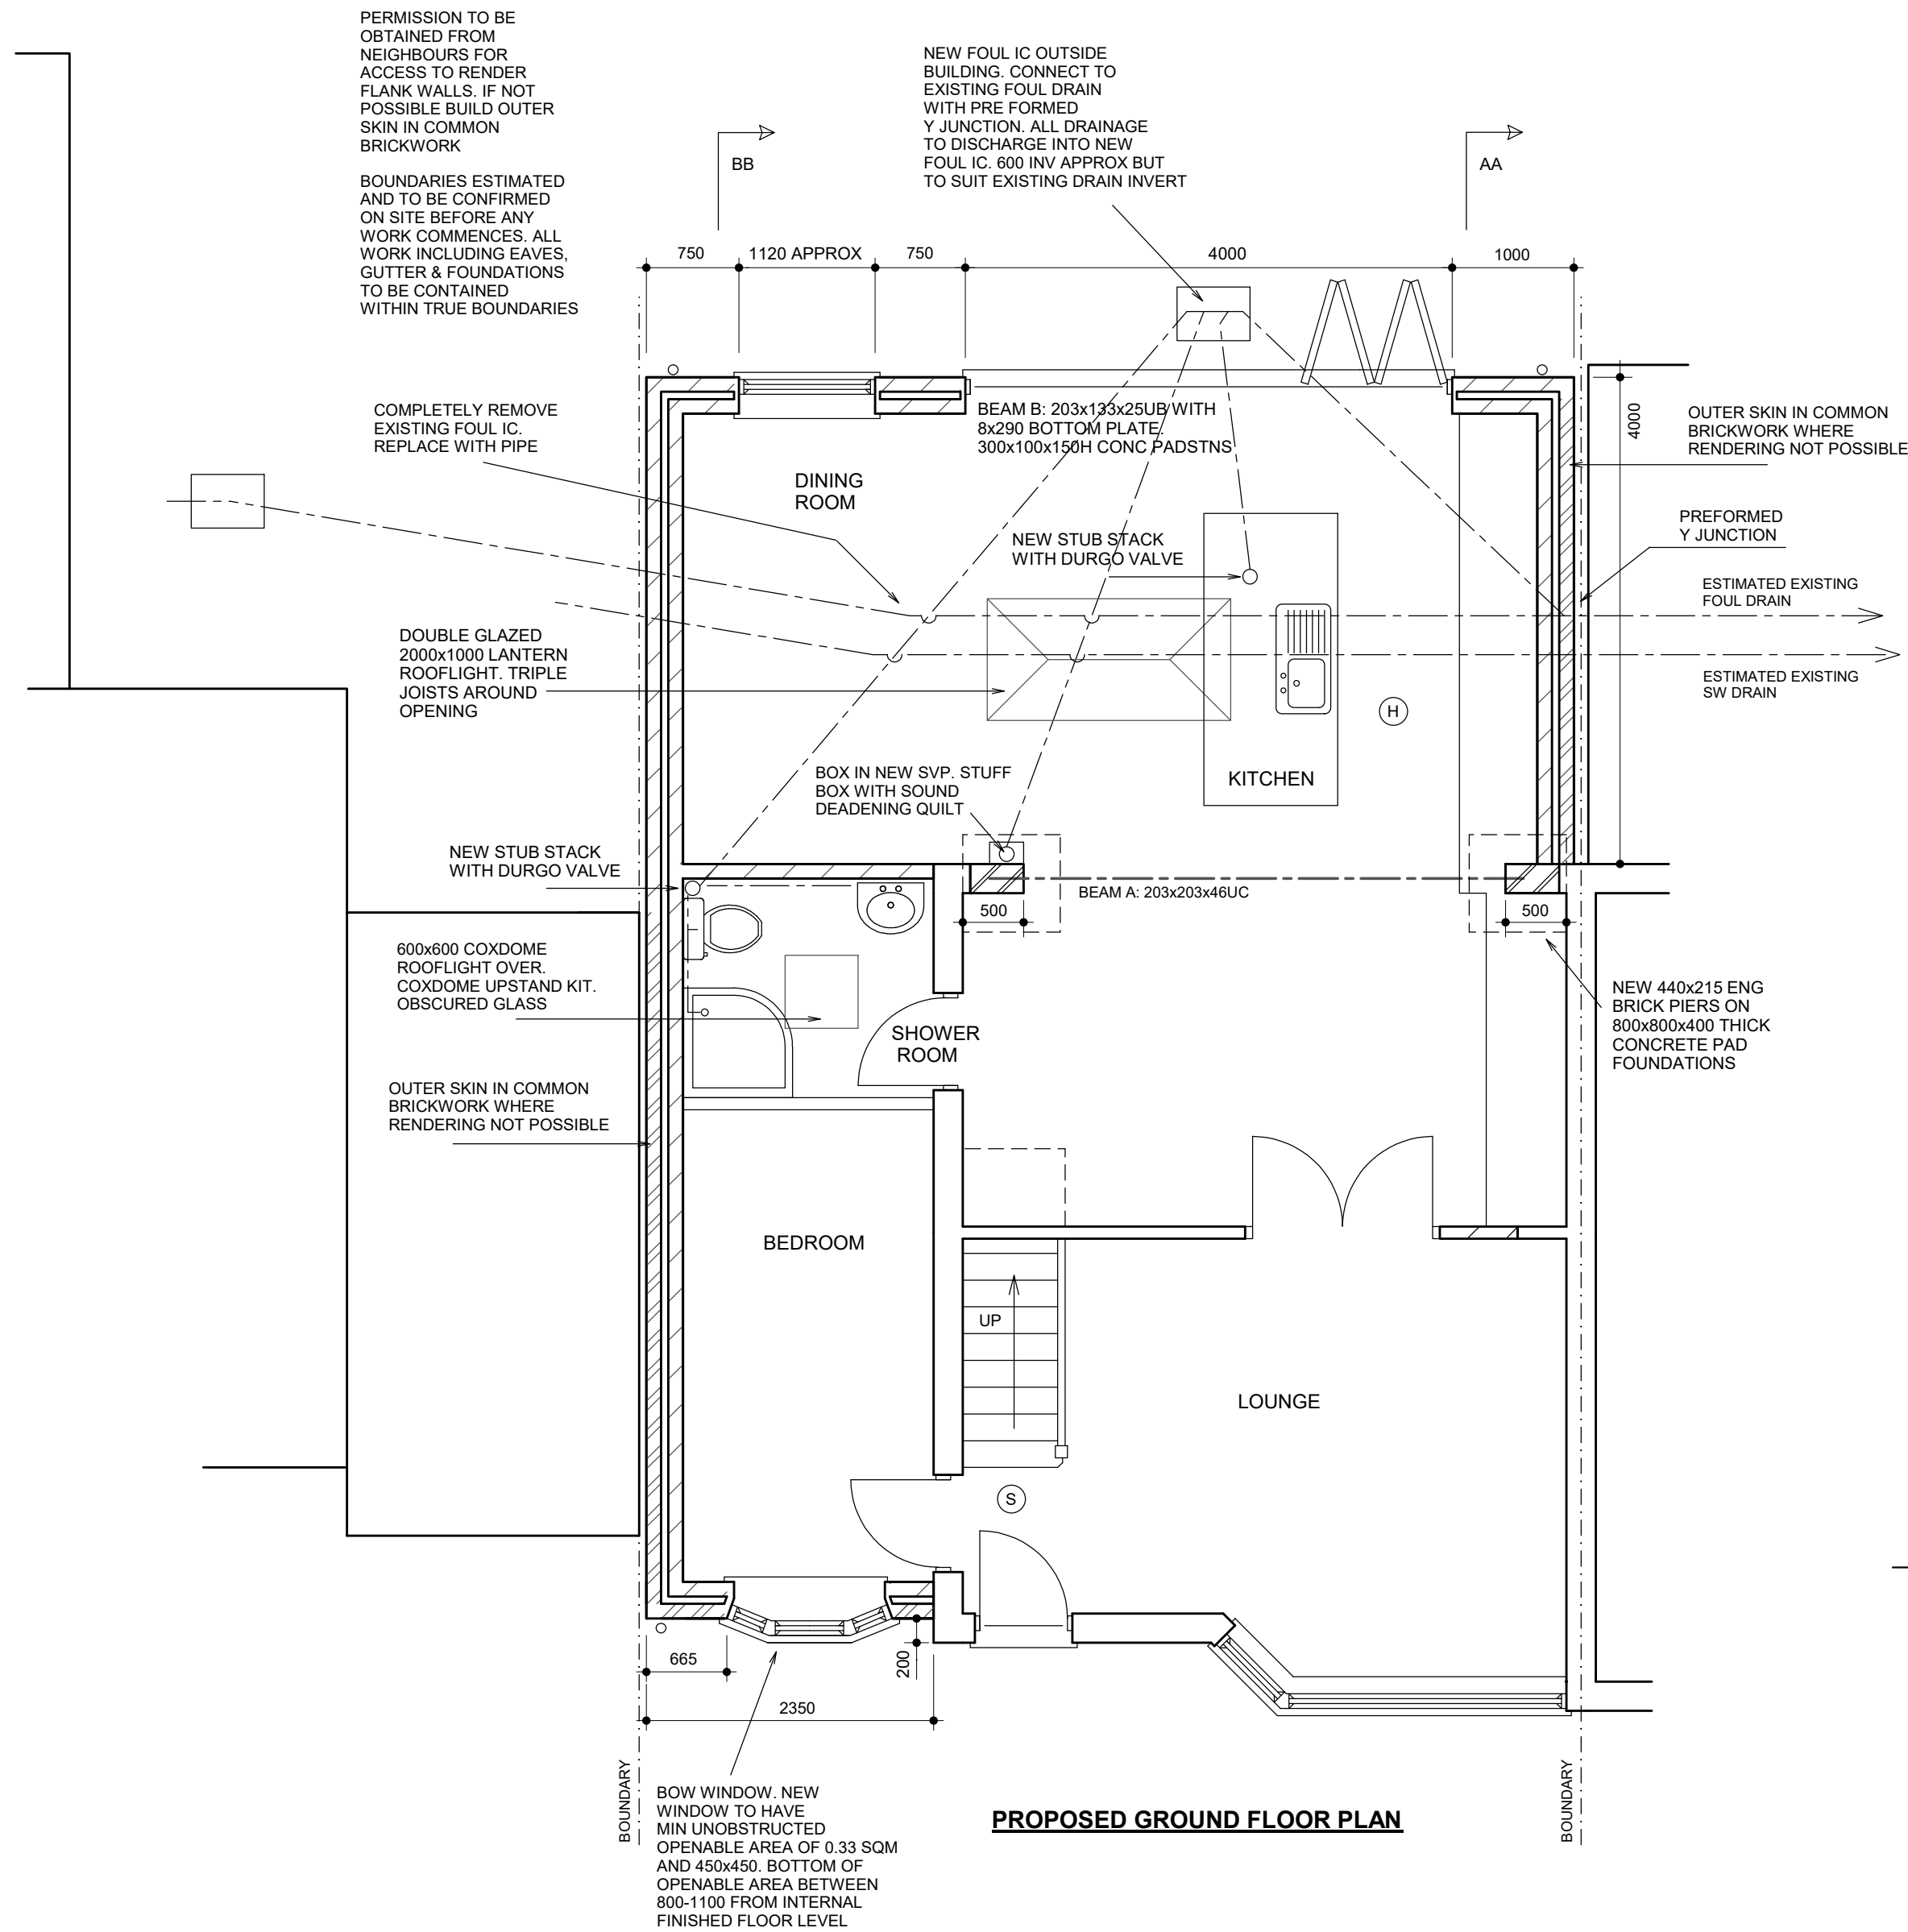 PERMISSION TO BE
OBTAINED FROM
NEIGHBOURS FOR
ACCESS TO RENDER
FLANK WALLS. IF NOT
POSSIBLE BUILD OUTER
SKIN IN COMMON
BRICKWORK
BOUNDARIES ESTIMATED
AND TO BE CONFIRMED
ON SITE BEFORE ANY
WORK COMMENCES. ALL
WORK INCLUDING EAVES,
GUTTER & FOUNDATIONS
TO BE CONTAINED
WITHIN TRUE BOUNDARIES
NEW FOUL IC OUTSIDE
BUILDING. CONNECT TO
EXISTING FOUL DRAIN
WITH PRE FORMED
Y JUNCTION. ALL DRAINAGE
TO DISCHARGE INTO NEW
FOUL IC. 600 INV APPROX BUT
TO SUIT EXISTING DRAIN INVERT
BB
AA
750
1120 APPROX
750
4000
1000
COMPLETELY REMOVE
EXISTING FOUL IC.
REPLACE WITH PIPE
BEAM B: 203x133x25UB WITH
8x290 BOTTOM PLATE.
300x100x150H CONC PADSTNS
4000
OUTER SKIN IN COMMON
BRICKWORK WHERE
RENDERING NOT POSSIBLE
DINING
ROOM
PREFORMED
Y JUNCTION
NEW STUB STACK
WITH DURGO VALVE
ESTIMATED EXISTING
FOUL DRAIN
DOUBLE GLAZED
2000x1000 LANTERN
ROOFLIGHT. TRIPLE
JOISTS AROUND
OPENING
ESTIMATED EXISTING
SW DRAIN
H
BOX IN NEW SVP. STUFF
BOX WITH SOUND
DEADENING QUILT
KITCHEN
NEW STUB STACK
WITH DURGO VALVE
BEAM A: 203x203x46UC
500
500
600x600 COXDOME
ROOFLIGHT OVER.
COXDOME UPSTAND KIT.
OBSCURED GLASS
NEW 440x215 ENG
BRICK PIERS ON
800x800x400 THICK
CONCRETE PAD
FOUNDATIONS
SHOWER
ROOM
OUTER SKIN IN COMMON
BRICKWORK WHERE
RENDERING NOT POSSIBLE
BEDROOM
UP
LOUNGE
S
665
200
2350
BOUNDARY
BOUNDARY
BOW WINDOW. NEW
WINDOW TO HAVE
MIN UNOBSTRUCTED
OPENABLE AREA OF 0.33 SQM
AND 450x450. BOTTOM OF
OPENABLE AREA BETWEEN
800-1100 FROM INTERNAL
FINISHED FLOOR LEVEL
PROPOSED GROUND FLOOR PLAN